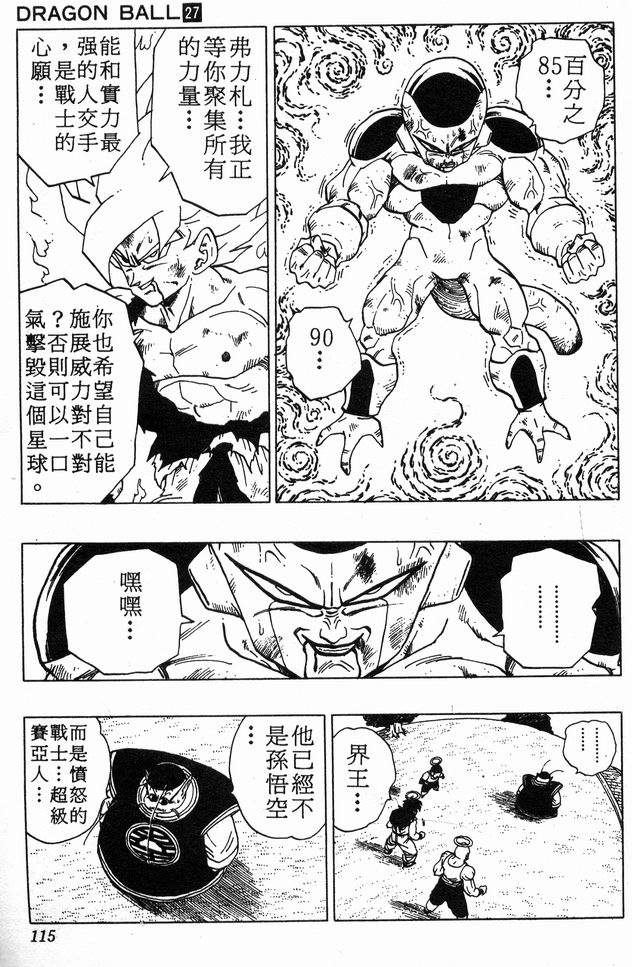 DRAGON BALL 27
百分之
85…
90…
弗力札…我正
等你聚集所有
的力量…
能和實力最
强的人交手
，是戰士的
心願…
你也希望自己能
施展威力對不對
？否則可以一口
氣擊毀這個星球。
……
嘿
嘿…
……
界王…
他已經不
是孫悟空
…
而是憤怒的
戰士…超級
賽亞人…
115